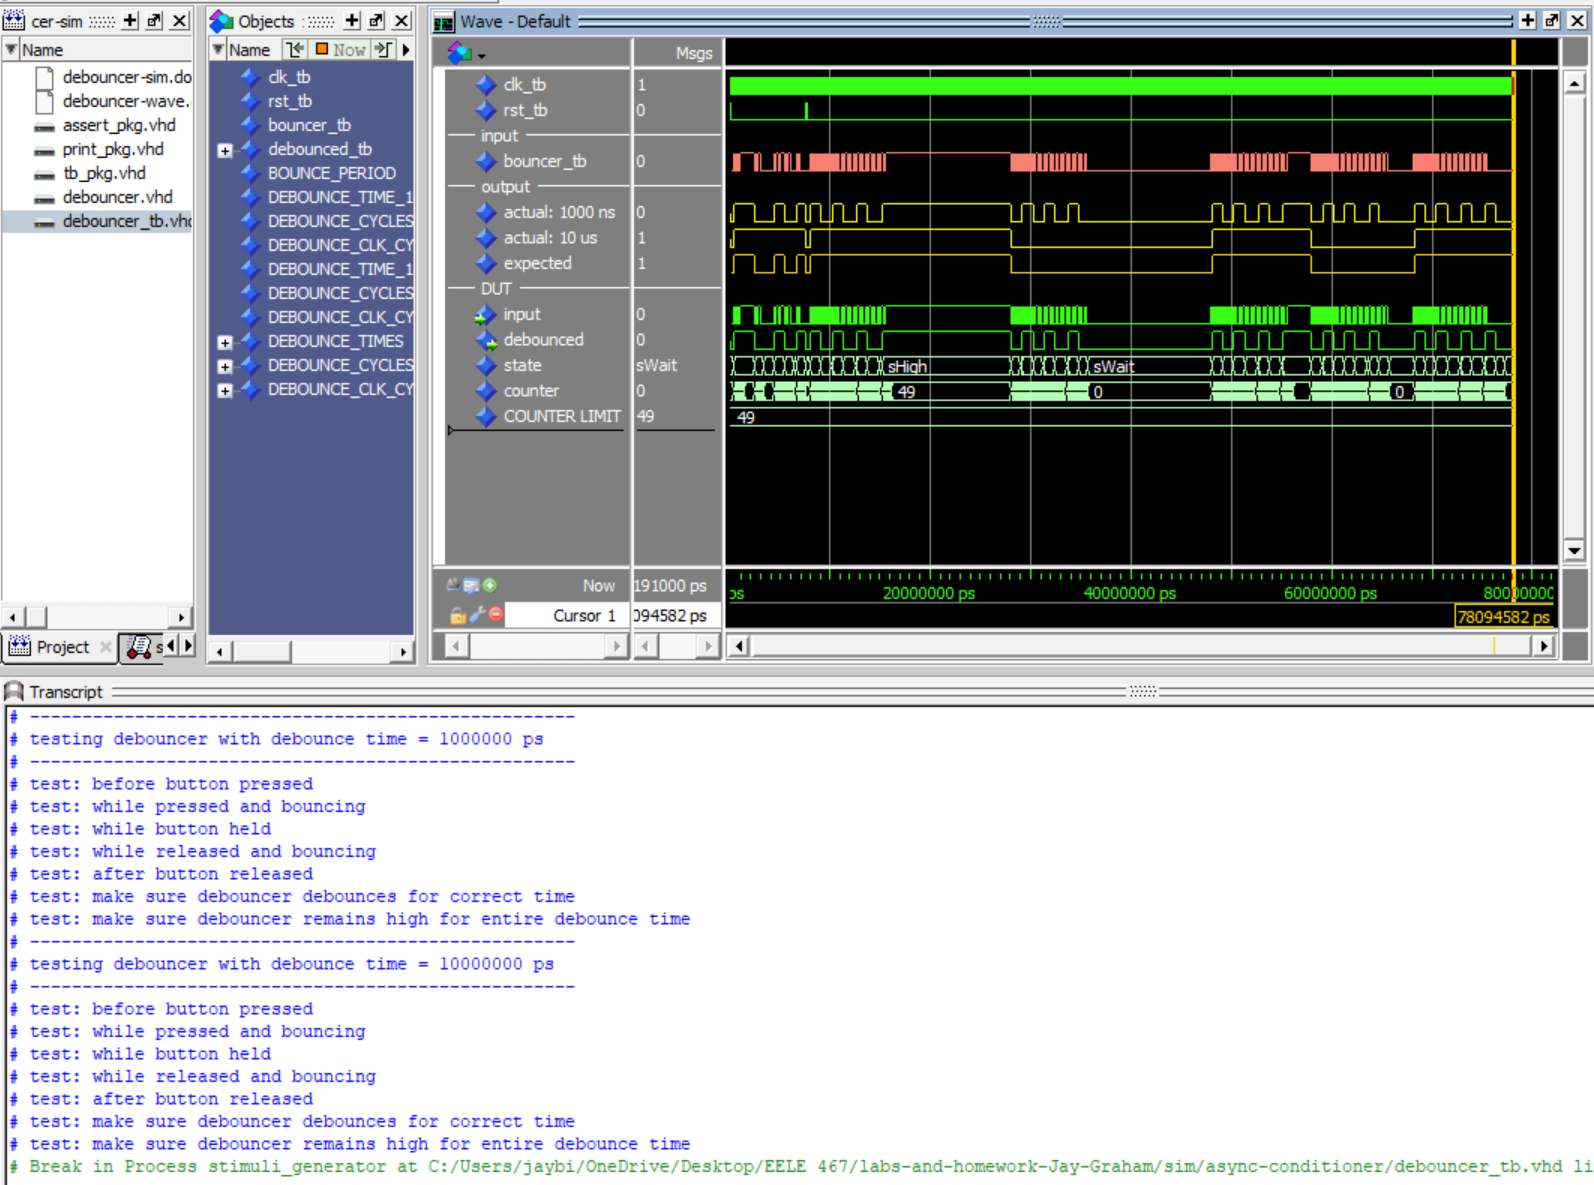 cer-sim
Name
debouncer-sim.do
debouncer-wave.
assert_pkg.vhd
print_pkg.vhd
tb_pkg.vhd
debouncer.vhd
debouncer_tb.vhd
Project
s
Objects
Name
Now
clk_tb
rst_tb
bouncer_tb
debounced_tb
BOUNCE_PERIOD
DEBOUNCE_TIME_1
DEBOUNCE_CYCLES
DEBOUNCE_CLK_CY
DEBOUNCE_TIME_1
DEBOUNCE_CYCLES
DEBOUNCE_CLK_CY
DEBOUNCE_TIMES
DEBOUNCE_CYCLES
DEBOUNCE_CLK_CY
Wave - Default
Msgs
clk_tb 1
rst_tb 0
input
bouncer_tb 0
output
actual: 1000 ns 0
actual: 10 us 1
expected 1
DUT
input 0
debounced 0
state sWait sHigh sWait
counter 0 49 0 0
COUNTER LIMIT 49 49
Now 191000 ps ps 20000000 ps 40000000 ps 60000000 ps 80000000
Cursor 1 094582 ps 78094582 ps
Transcript
# ----------------------------------------------------
# testing debouncer with debounce time = 1000000 ps
# ----------------------------------------------------
# test: before button pressed
# test: while pressed and bouncing
# test: while button held
# test: while released and bouncing
# test: after button released
# test: make sure debouncer debounces for correct time
# test: make sure debouncer remains high for entire debounce time
# ----------------------------------------------------
# testing debouncer with debounce time = 10000000 ps
# ----------------------------------------------------
# test: before button pressed
# test: while pressed and bouncing
# test: while button held
# test: while released and bouncing
# test: after button released
# test: make sure debouncer debounces for correct time
# test: make sure debouncer remains high for entire debounce time
# Break in Process stimuli_generator at C:/Users/jaybi/OneDrive/Desktop/EELE 467/labs-and-homework-Jay-Graham/sim/async-conditioner/debouncer_tb.vhd li